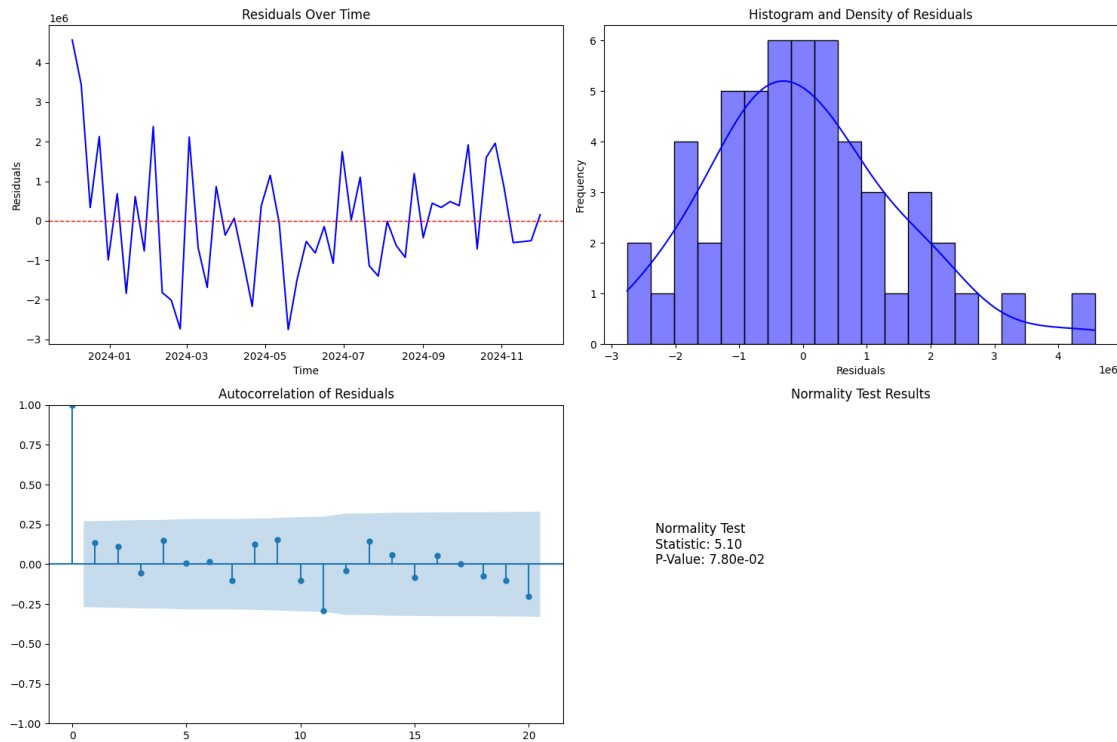 Residuals Over Time
1e6
4
3
2
1
0
−1
−2
−3
Residuals
2024-01 2024-03 2024-05 2024-07 2024-09 2024-11
Time
Histogram and Density of Residuals
6
5
4
3
2
1
0
Frequency
−3 −2 −1 0 1 2 3 4
1e6
Residuals
Autocorrelation of Residuals
1.00
0.75
0.50
0.25
0.00
−0.25
−0.50
−0.75
−1.00
0 5 10 15 20
Normality Test Results
Normality Test
Statistic: 5.10
P-Value: 7.80e-02